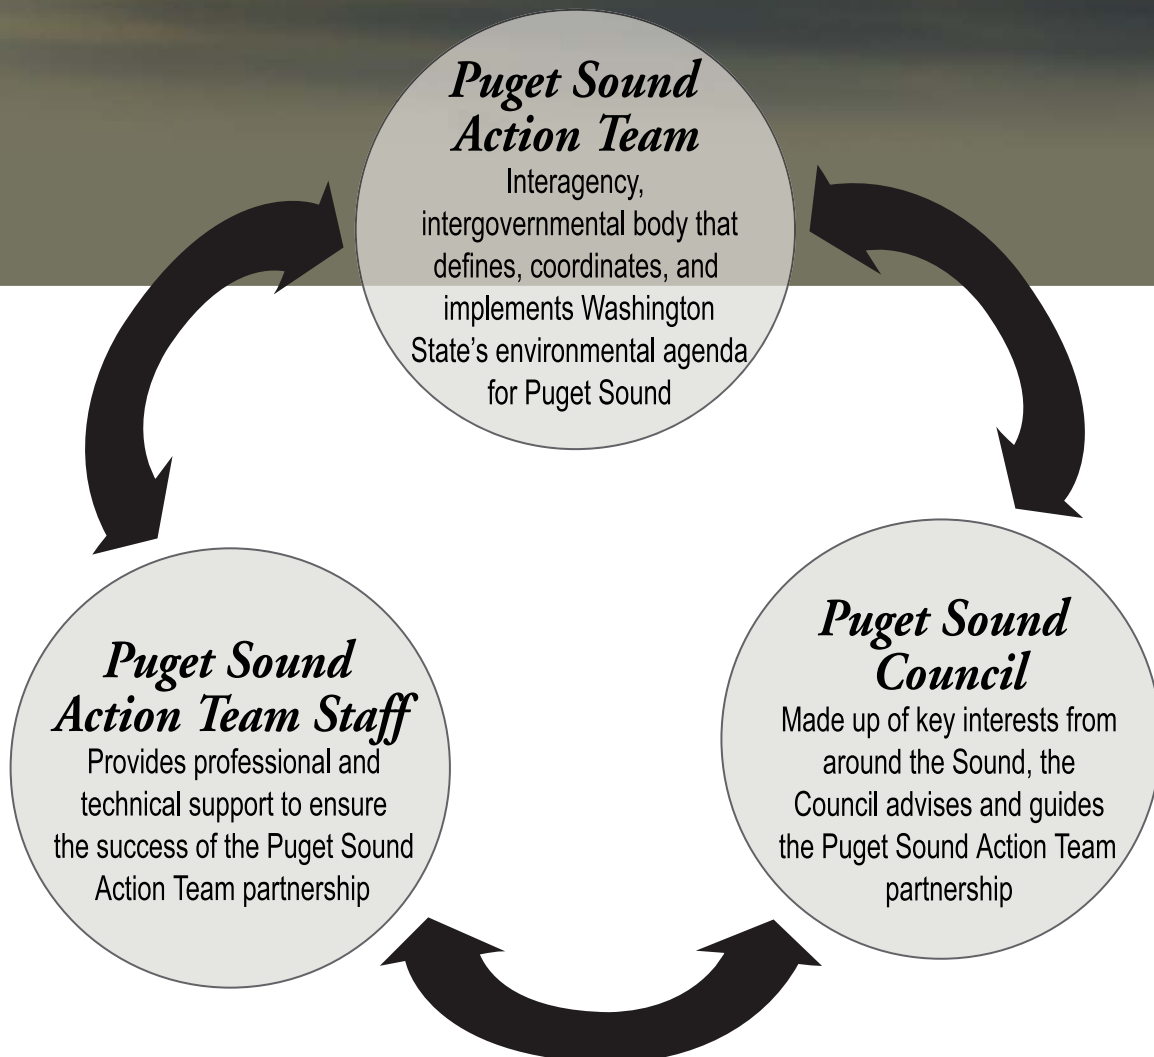 Puget Sound
Action Team
Interagency,
intergovernmental body that
defines, coordinates, and
implements Washington
State’s environmental agenda
for Puget Sound
Puget Sound
Action Team Staff
Provides professional and
technical support to ensure
the success of the Puget Sound
Action Team partnership
Puget Sound
Council
Made up of key interests from
around the Sound, the
Council advises and guides
the Puget Sound Action Team
partnership